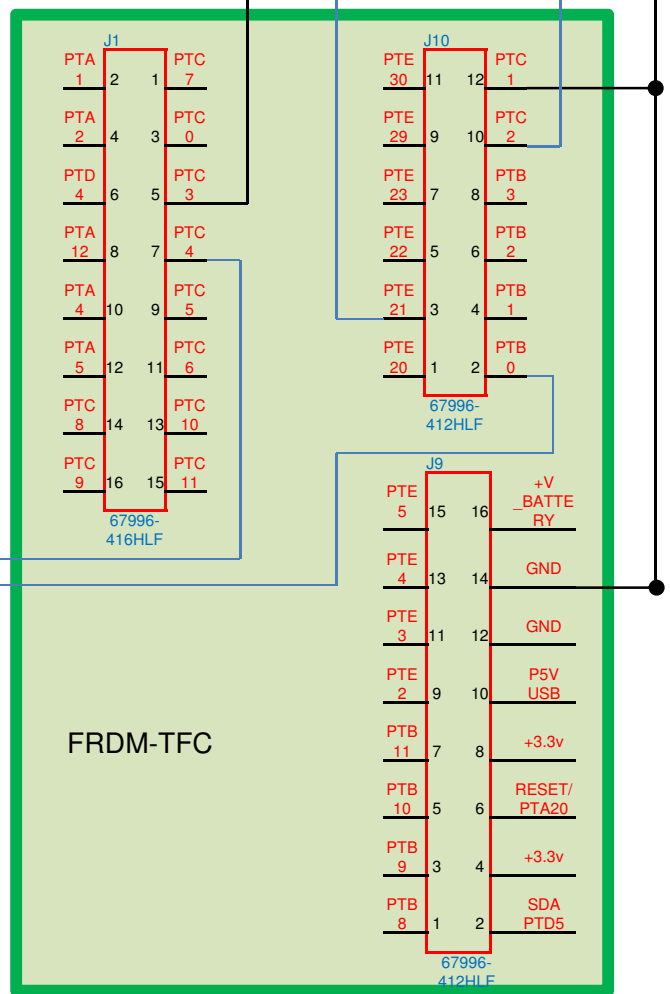 J1
PTA
1
2
1
PTC
7
PTA
2
4
3
PTC
0
PTD
4
6
5
PTC
3
PTA
12
8
7
PTC
4
PTA
4
10
9
PTC
5
PTA
5
12
11
PTC
6
PTC
8
14
13
PTC
10
PTC
9
16
15
PTC
11
67996-
416HLF
J10
PTE
30
11
12
PTC
1
PTE
29
9
10
PTC
2
PTE
23
7
8
PTB
3
PTE
22
5
6
PTB
2
PTE
21
3
4
PTB
1
PTE
20
1
2
PTB
0
67996-
412HLF
J9
PTE
5
15
16
+V
_BATTE
RY
PTE
4
13
14
GND
PTE
3
11
12
GND
PTE
2
9
10
P5V
USB
PTB
11
7
8
+3.3v
PTB
10
5
6
RESET/
PTA20
PTB
9
3
4
+3.3v
PTB
8
1
2
SDA
PTD5
67996-
412HLF
FRDM-TFC